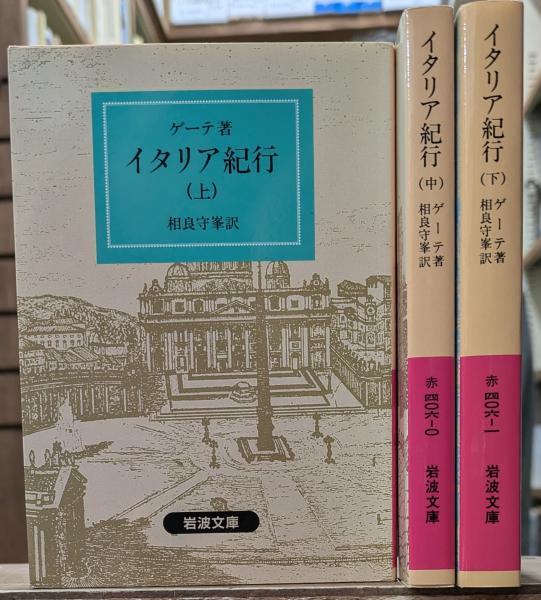 ゲーテ著
イタリア紀行
（上）
相良守峯訳
岩波文庫
イタリア紀行（中）
ゲーテ著
相良守峯訳
赤四〇六-〇
岩波文庫
イタリア紀行（下）
ゲーテ著
相良守峯訳
赤四〇六-一
岩波文庫